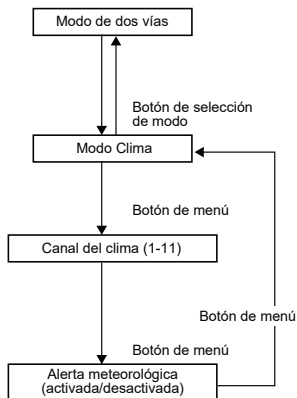 Modo de dos vías
Botón de selección
de modo
Modo Clima
Botón de menú
Canal del clima (1-11)
Botón de menú
Botón de menú
Alerta meteorológica
(activada/desactivada)